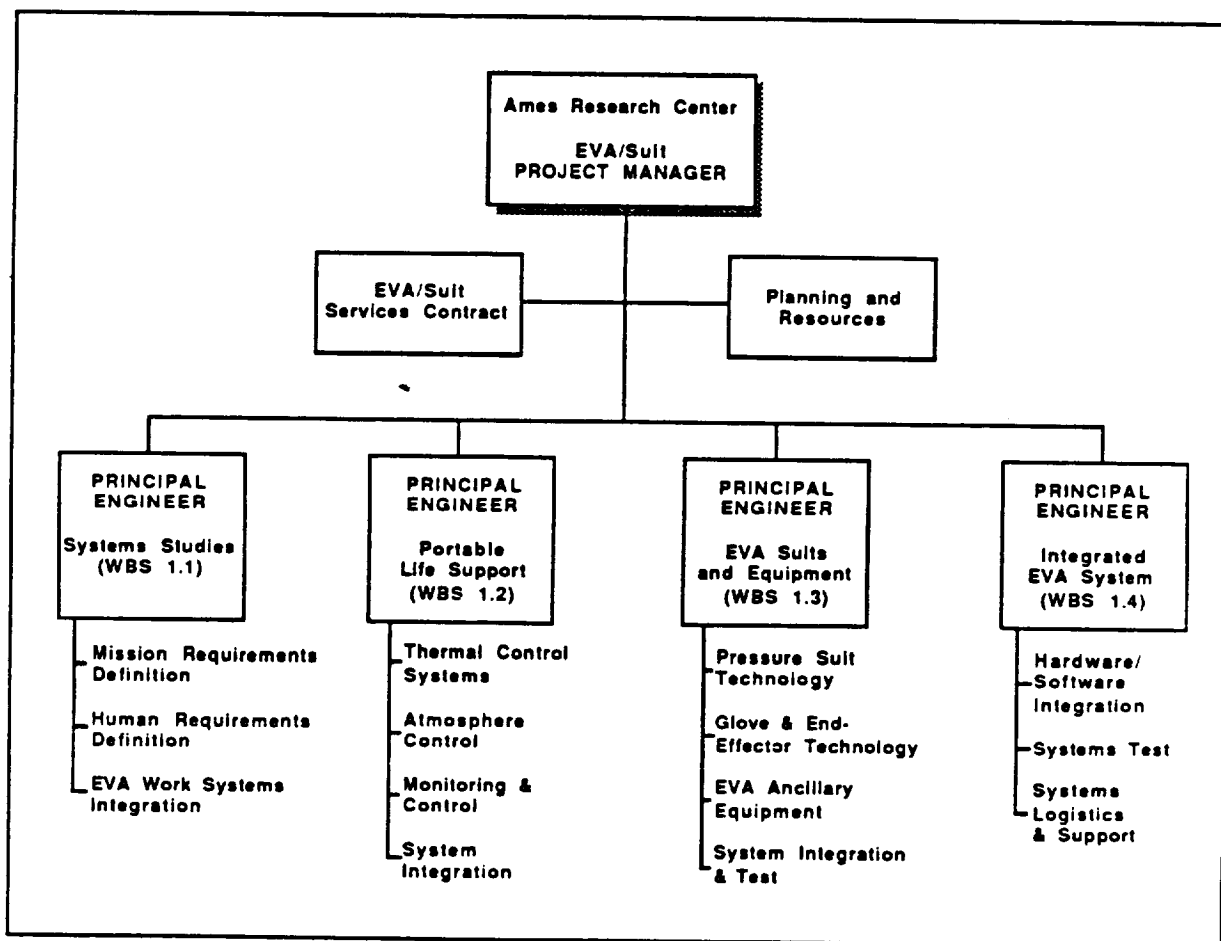 Ames Research Center
EVA/Suit
PROJECT MANAGER
EVA/Suit
Services Contract
Planning and
Resources
PRINCIPAL
ENGINEER
Systems Studies
(WBS 1.1)
Mission Requirements
Definition
Human Requirements
Definition
EVA Work Systems
Integration
PRINCIPAL
ENGINEER
Portable
Life Support
(WBS 1.2)
Thermal Control
Systems
Atmosphere
Control
Monitoring &
Control
System
Integration
PRINCIPAL
ENGINEER
EVA Suits
and Equipment
(WBS 1.3)
Pressure Suit
Technology
Glove & End-
Effector Technology
EVA Ancillary
Equipment
System Integration
& Test
PRINCIPAL
ENGINEER
Integrated
EVA System
(WBS 1.4)
Hardware/
Software
Integration
Systems Test
Systems
Logistics
& Support